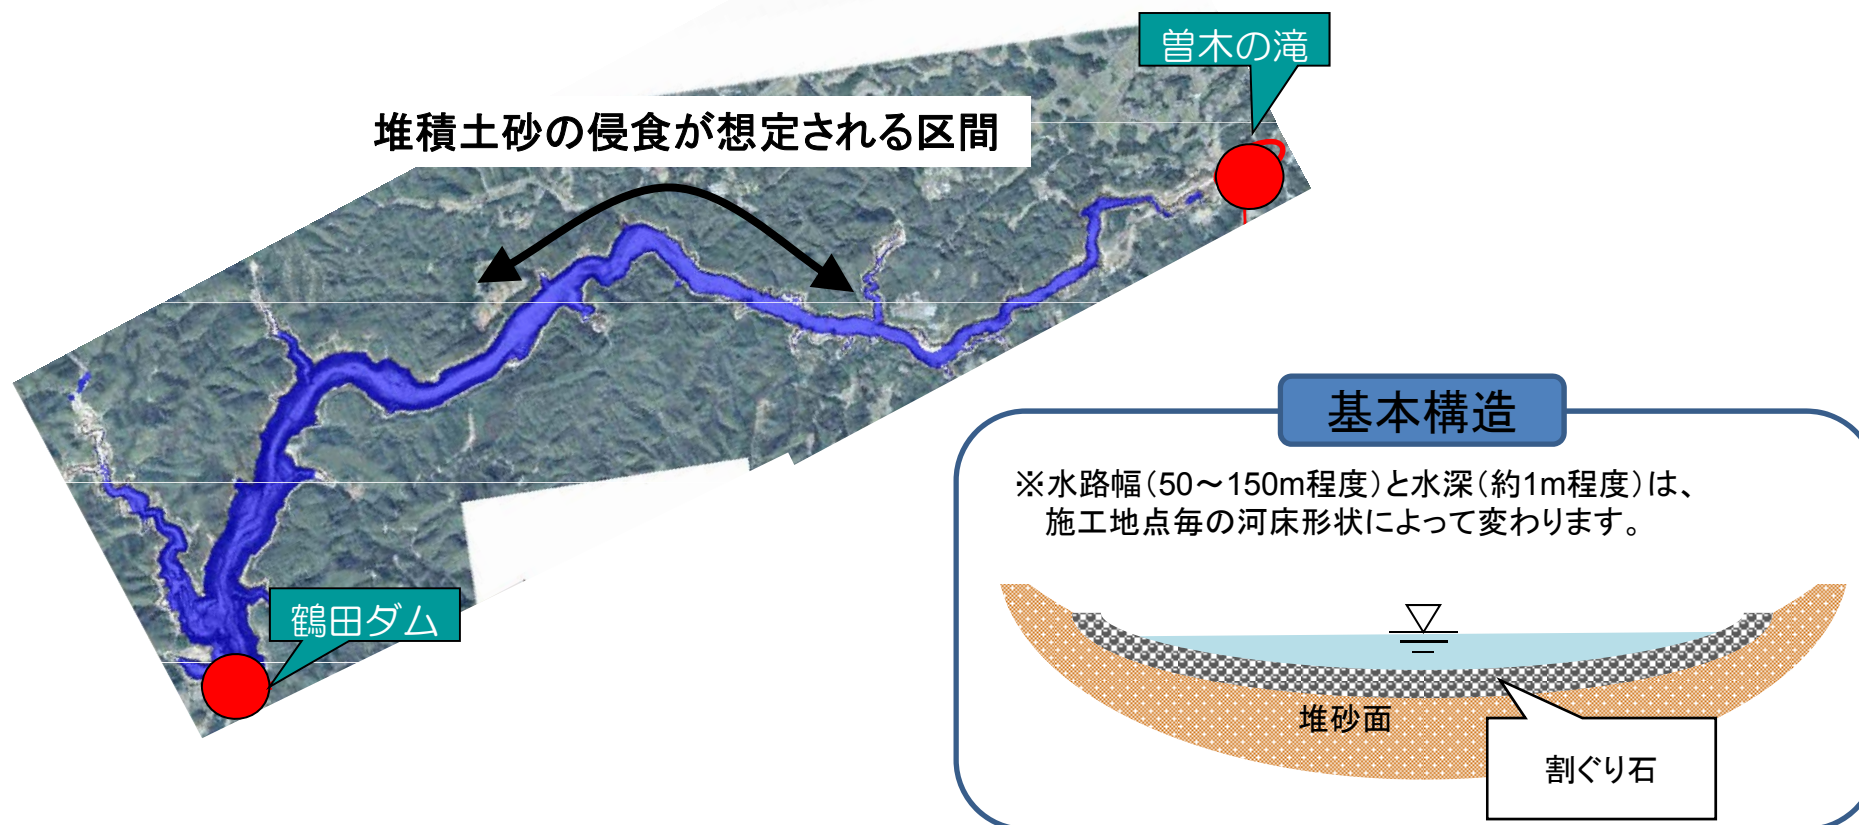 曽木の滝
堆積土砂の侵食が想定される区間
鶴田ダム
基本構造
※水路幅(50～150m程度)と水深(約1m程度)は、
施工地点毎の河床形状によって変わります。
堆砂面
割ぐり石